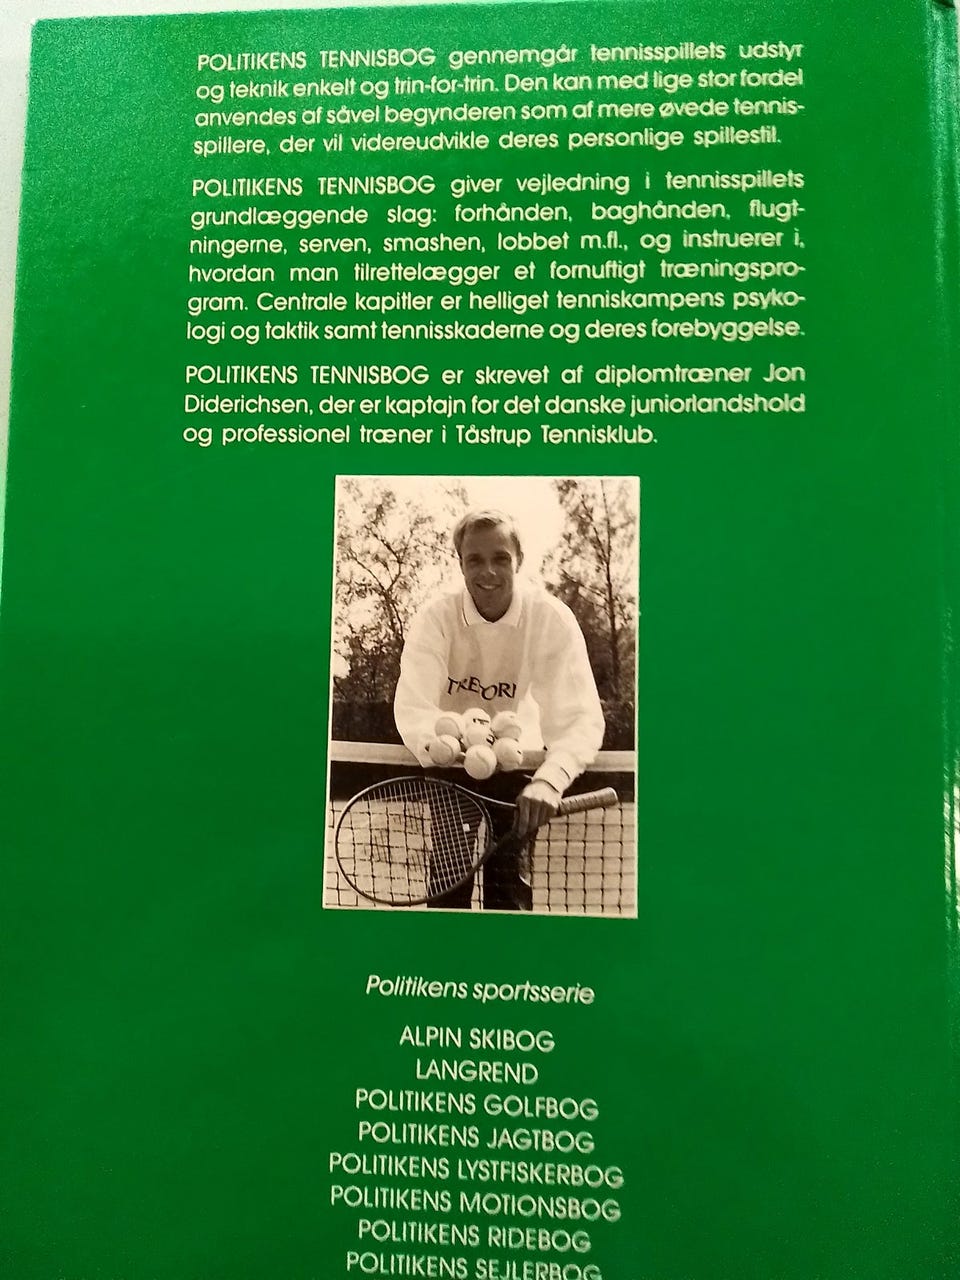 POLITIKENS TENNISBOG gennemgår tennisspillets udstyr
og teknik enkelt og trin-for-trin. Den kan med lige stor fordel
anvendes af såvel begynderen som af mere øvede tennis-
spillere, der vil videreudvikle deres personlige spillestil.
POLITIKENS TENNISBOG giver vejledning i tennisspillets
grundlæggende slag: forhånden, baghånden, flugt-
ningerne, serven, smashen, lobbet m.fl., og instruerer i,
hvordan man tilrettelægger et fornuftigt træningspro-
gram. Centrale kapitler er helliget tenniskampens psyko-
logi og taktik samt tennisskaderne og deres forebyggelse.
POLITIKENS TENNISBOG er skrevet af diplomtræner Jon
Diderichsen, der er kaptajn for det danske juniorlandshold
og professionel træner i Tåstrup Tennisklub.
TRETORN
Politikens sportsserie
ALPIN SKIBOG
LANGREND
POLITIKENS GOLFBOG
POLITIKENS JAGTBOG
POLITIKENS LYSTFISKERBOG
POLITIKENS MOTIONSBOG
POLITIKENS RIDEBOG
POLITIKENS SEJLERBOG